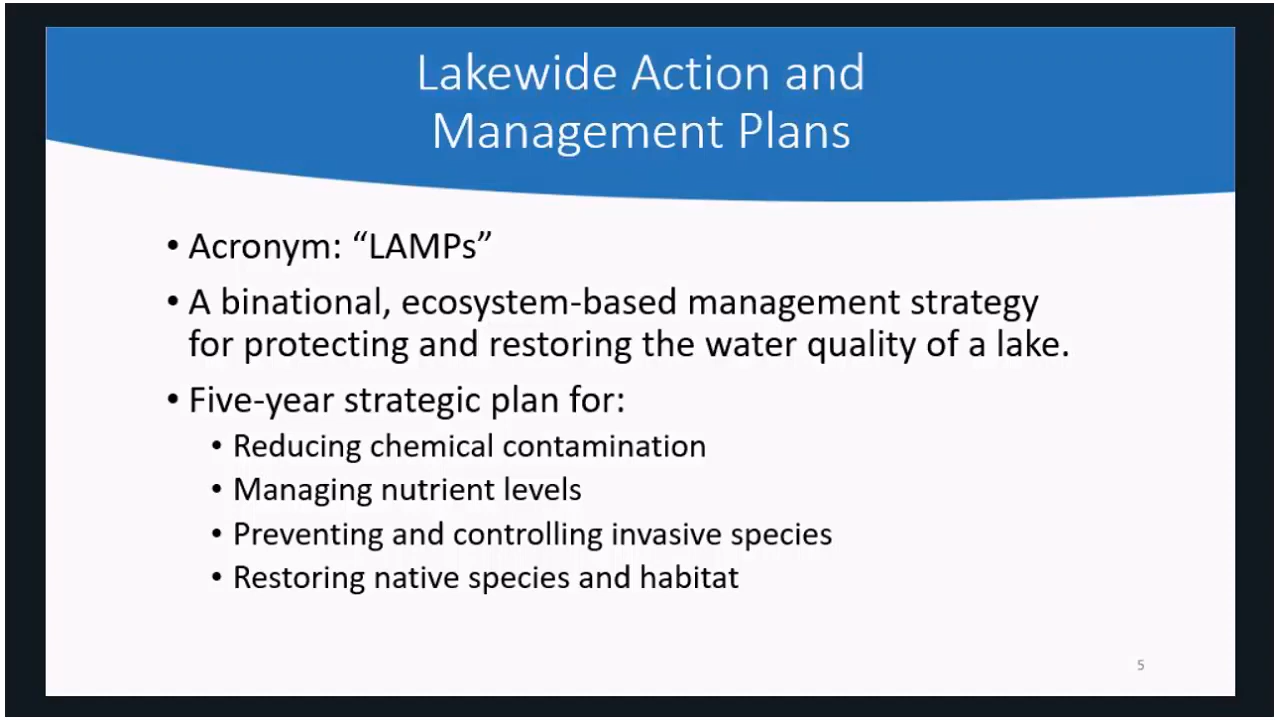 Lakewide Action and
Management Plans
• Acronym: “LAMPs”
• A binational, ecosystem-based management strategy
for protecting and restoring the water quality of a lake.
• Five-year strategic plan for:
• Reducing chemical contamination
• Managing nutrient levels
• Preventing and controlling invasive species
• Restoring native species and habitat
5